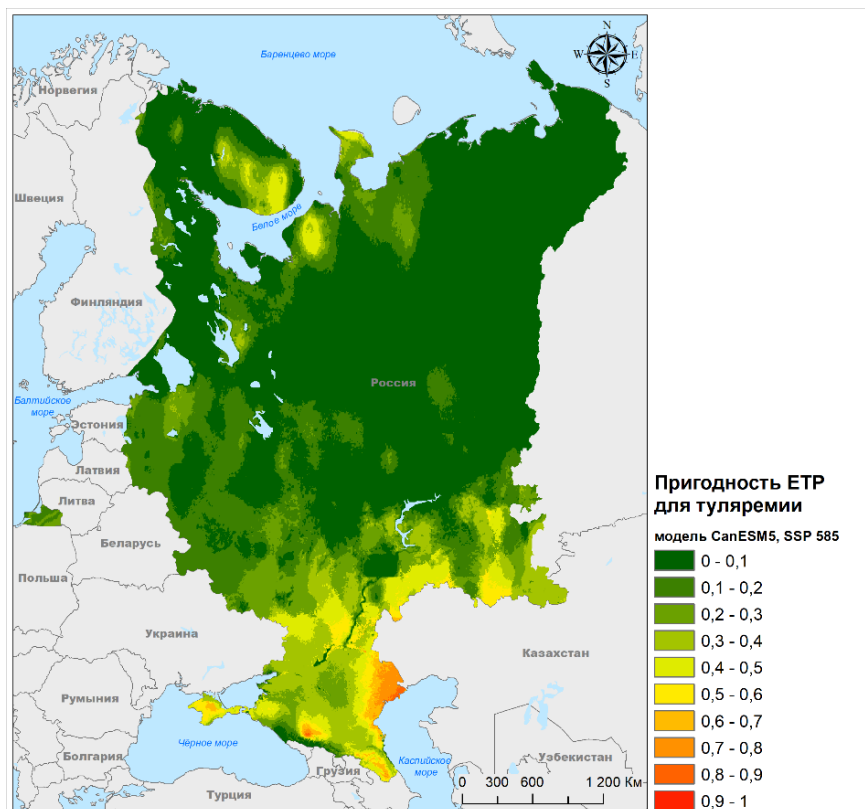 Баренцево море
N
W E
S
Норвегия
Швеция
Белое море
Финляндия
Россия
Балтийское
море
Эстония
Латвия
Литва
Беларусь
Польша
Украина
Казахстан
Румыния
Чёрное море
Болгария
Грузия
Каспийское
море
Узбекистан
Турция
0 300 600 1 200 Км
Пригодность ЕТР
для туляремии
модель CanESM5, SSP 585
0 - 0,1
0,1 - 0,2
0,2 - 0,3
0,3 - 0,4
0,4 - 0,5
0,5 - 0,6
0,6 - 0,7
0,7 - 0,8
0,8 - 0,9
0,9 - 1